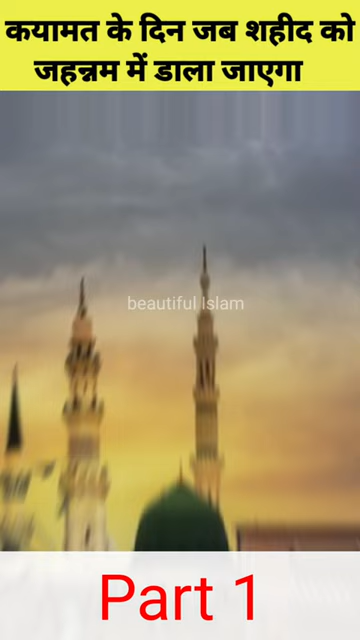 कयामत के दिन जब शहीद को
जहन्नम में डाला जाएगा
beautiful Islam
Part 1